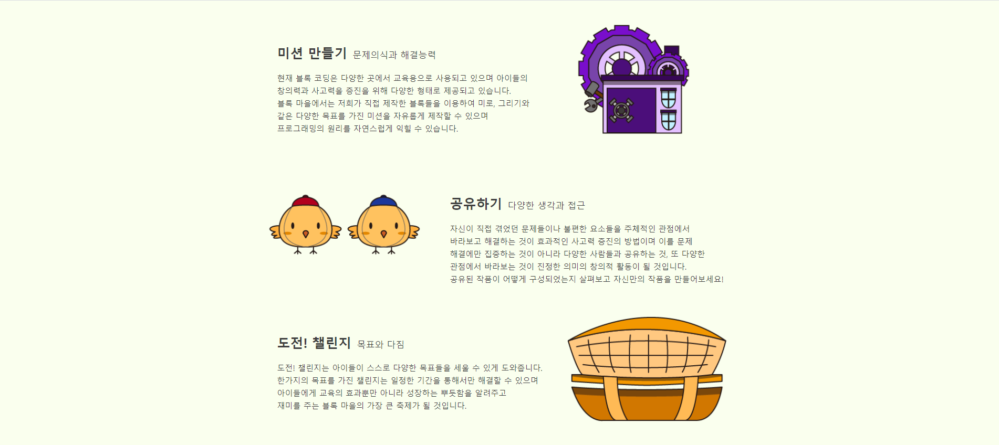 미션 만들기 문제의식과 해결능력
현재 블록 코딩은 다양한 곳에서 교육용으로 사용되고 있으며 아이들의
창의력과 사고력을 증진을 위해 다양한 형태로 제공되고 있습니다.
블록 마을에서는 저희가 직접 제작한 블록들을 이용하여 미로, 그리기와
같은 다양한 목표를 가진 미션을 자유롭게 제작할 수 있으며
프로그래밍의 원리를 자연스럽게 익힐 수 있습니다.
공유하기 다양한 생각과 접근
자신이 직접 겪었던 문제들이나 불편한 요소들을 주체적인 관점에서
바라보고 해결하는 것이 효과적인 사고력 증진의 방법이며 이를 문제
해결에만 집중하는 것이 아니라 다양한 사람들과 공유하는 것, 또 다양한
관점에서 바라보는 것이 진정한 의미의 창의적 활동이 될 것입니다.
공유된 작품이 어떻게 구성되었는지 살펴보고 자신만의 작품을 만들어보세요!
도전! 챌린지 목표와 다짐
도전! 챌린지는 아이들이 스스로 다양한 목표들을 세울 수 있게 도와줍니다.
한가지의 목표를 가진 챌린지는 일정한 기간을 통해서만 해결할 수 있으며
아이들에게 교육의 효과뿐만 아니라 성장하는 뿌듯함을 알려주고
재미를 주는 블록 마을의 가장 큰 축제가 될 것입니다.